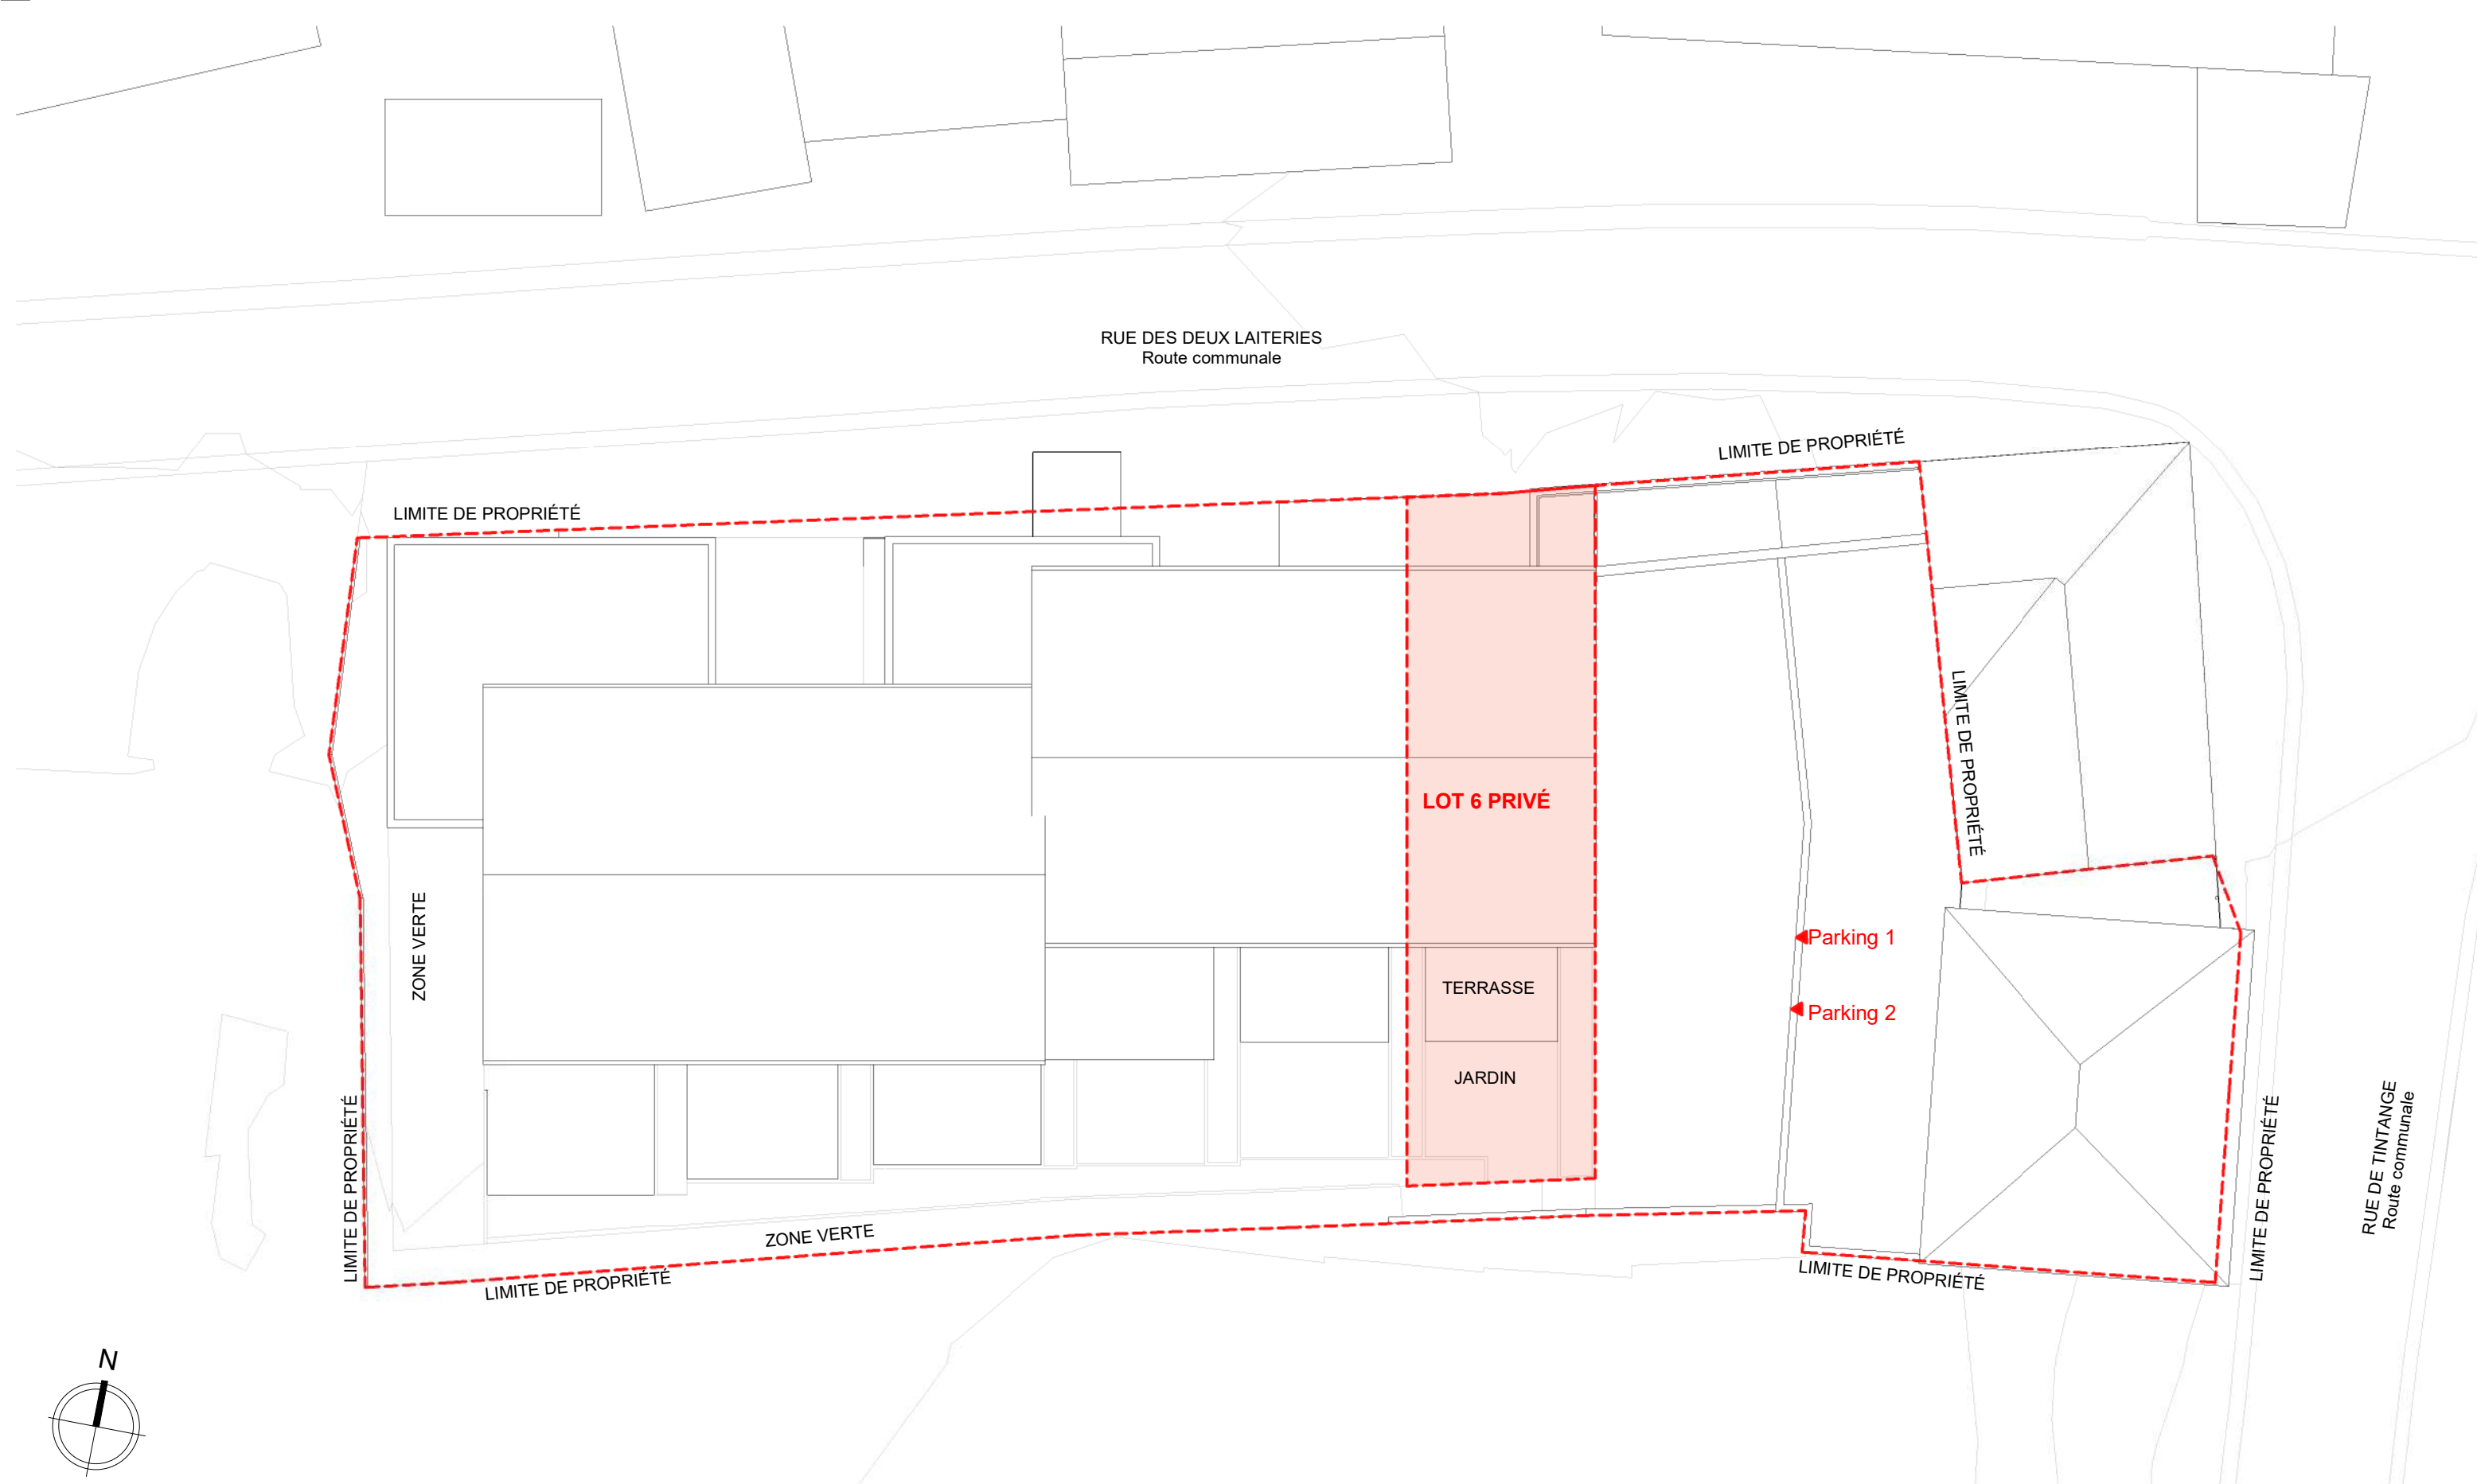 RUE DES DEUX LAITERIES
Route communale
LIMITE DE PROPRIÉTÉ
LIMITE DE PROPRIÉTÉ
LIMITE DE PROPRIÉTÉ
LOT 6 PRIVÉ
ZONE VERTE
Parking 1
TERRASSE
Parking 2
JARDIN
LIMITE DE PROPRIÉTÉ
LIMITE DE PROPRIÉTÉ
RUE DE TINTANGE
Route communale
ZONE VERTE
LIMITE DE PROPRIÉTÉ
LIMITE DE PROPRIÉTÉ
N